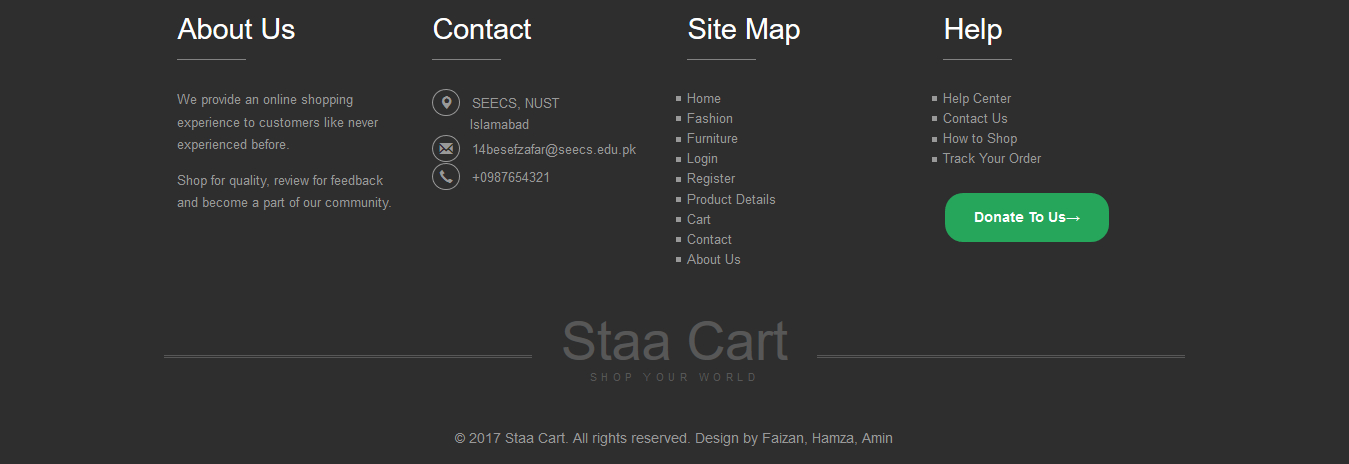 About Us
We provide an online shopping
experience to customers like never
experienced before.
Shop for quality, review for feedback
and become a part of our community.
Contact
SEECS, NUST
Islamabad
14besefzafar@seecs.edu.pk
+0987654321
Site Map
Home
Fashion
Furniture
Login
Register
Product Details
Cart
Contact
About Us
Help
Help Center
Contact Us
How to Shop
Track Your Order
Donate To Us→
Staa Cart
SHOP YOUR WORLD
© 2017 Staa Cart. All rights reserved. Design by Faizan, Hamza, Amin